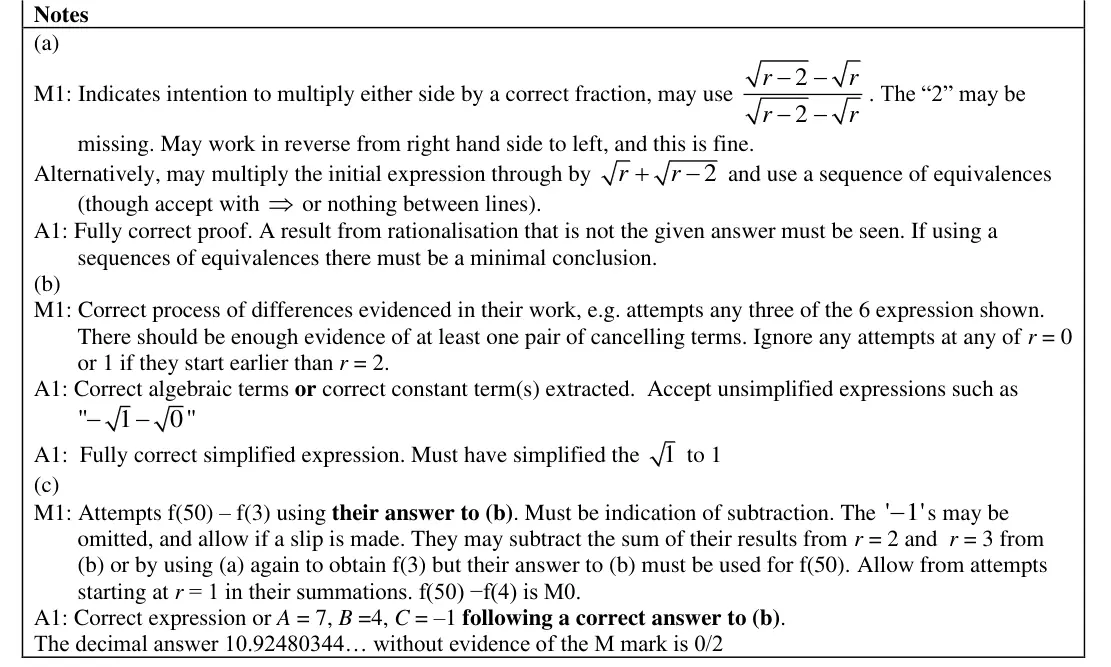 Notes
(a)
M1: Indicates intention to multiply either side by a correct fraction, may use (√(r−2) − √r)/(√(r−2) − √r) . The “2” may be
missing. May work in reverse from right hand side to left, and this is fine.
Alternatively, may multiply the initial expression through by √r + √(r−2) and use a sequence of equivalences
(though accept with ⇒ or nothing between lines).
A1: Fully correct proof. A result from rationalisation that is not the given answer must be seen. If using a
sequences of equivalences there must be a minimal conclusion.
(b)
M1: Correct process of differences evidenced in their work, e.g. attempts any three of the 6 expression shown.
There should be enough evidence of at least one pair of cancelling terms. Ignore any attempts at any of r = 0
or 1 if they start earlier than r = 2.
A1: Correct algebraic terms or correct constant term(s) extracted. Accept unsimplified expressions such as
"−√1 − √0"
A1: Fully correct simplified expression. Must have simplified the √1 to 1
(c)
M1: Attempts f(50) – f(3) using their answer to (b). Must be indication of subtraction. The '−1's may be
omitted, and allow if a slip is made. They may subtract the sum of their results from r = 2 and r = 3 from
(b) or by using (a) again to obtain f(3) but their answer to (b) must be used for f(50). Allow from attempts
starting at r = 1 in their summations. f(50) −f(4) is M0.
A1: Correct expression or A = 7, B =4, C = –1 following a correct answer to (b).
The decimal answer 10.92480344… without evidence of the M mark is 0/2